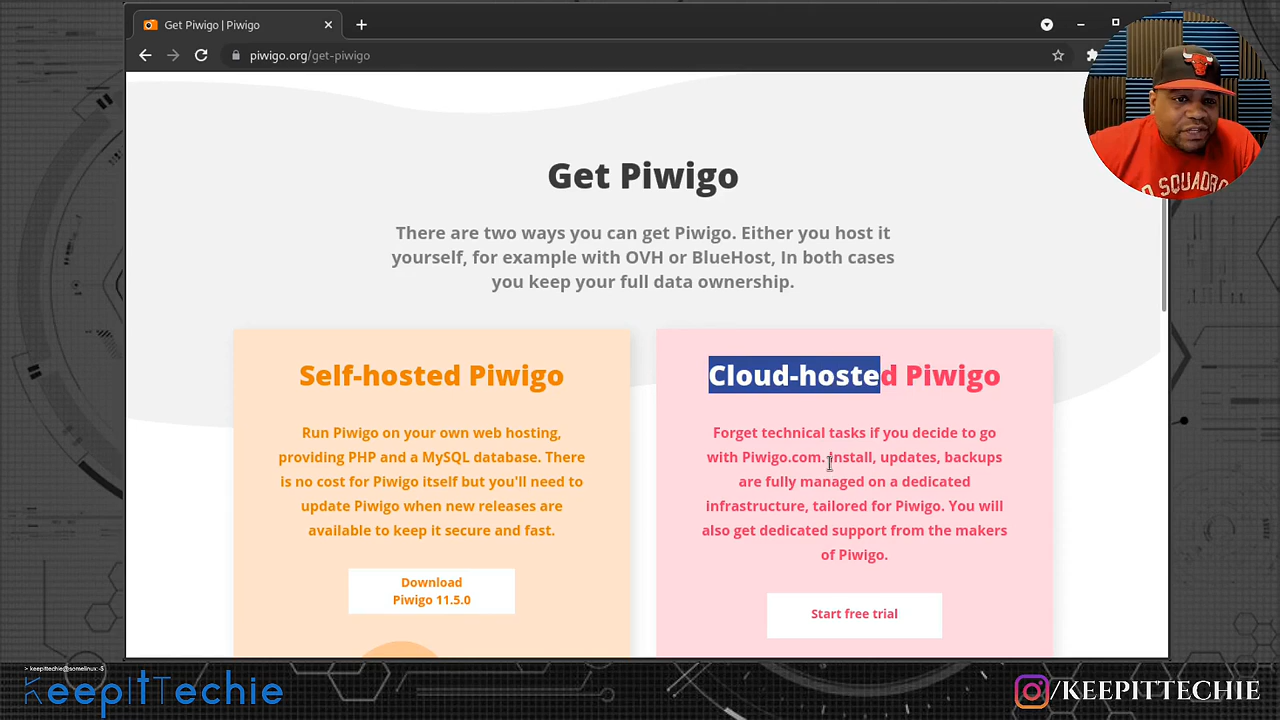 Get Piwigo | Piwigo
piwigo.org/get-piwigo
Get Piwigo
There are two ways you can get Piwigo. Either you host it
yourself, for example with OVH or BlueHost, In both cases
you keep your full data ownership.
Self-hosted Piwigo
Run Piwigo on your own web hosting,
providing PHP and a MySQL database. There
is no cost for Piwigo itself but you'll need to
update Piwigo when new releases are
available to keep it secure and fast.
Download
Piwigo 11.5.0
Cloud-hosted Piwigo
Forget technical tasks if you decide to go
with Piwigo.com. Install, updates, backups
are fully managed on a dedicated
infrastructure, tailored for Piwigo. You will
also get dedicated support from the makers
of Piwigo.
Start free trial
SQUADRO
> keepittechie@somelinux:-$
KeepItTechie
/KEEPITTECHIE